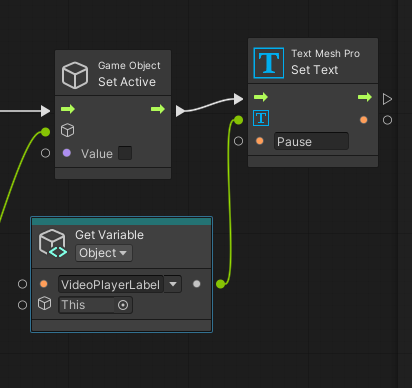 Game Object
Set Active
Value
Text Mesh Pro
Set Text
Pause
Get Variable
Object
VideoPlayerLabel
This